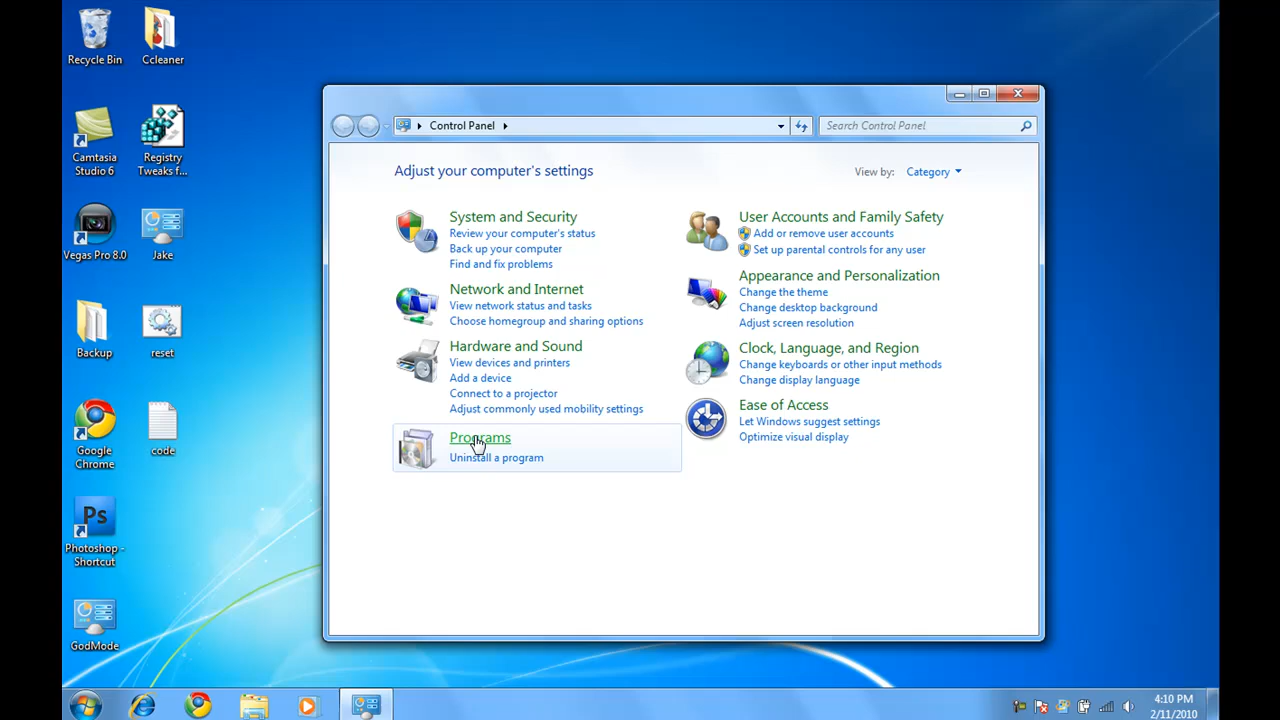 Recycle Bin
Ccleaner
Camtasia
Studio 6
Registry
Tweaks f...
Vegas Pro 8.0
Jake
Backup
reset
Google
Chrome
code
Ps
Photoshop -
Shortcut
GodMode
Control Panel
Search Control Panel
Adjust your computer's settings
View by: Category
System and Security
Review your computer's status
Back up your computer
Find and fix problems
Network and Internet
View network status and tasks
Choose homegroup and sharing options
Hardware and Sound
View devices and printers
Add a device
Connect to a projector
Adjust commonly used mobility settings
Programs
Uninstall a program
User Accounts and Family Safety
Add or remove user accounts
Set up parental controls for any user
Appearance and Personalization
Change the theme
Change desktop background
Adjust screen resolution
Clock, Language, and Region
Change keyboards or other input methods
Change display language
Ease of Access
Let Windows suggest settings
Optimize visual display
4:10 PM
2/11/2010